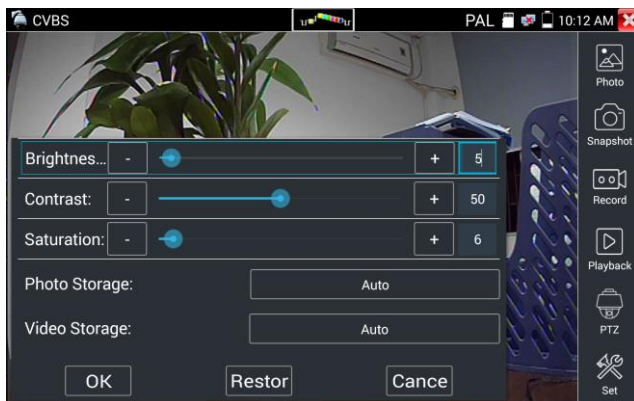 CVBS PAL 10:12 AM
Photo
Snapshot
Record
Playback
PTZ
Set
Brightnes... - + 5
Contrast: - + 50
Saturation: - + 6
Photo Storage: Auto
Video Storage: Auto
OK Restor Cance